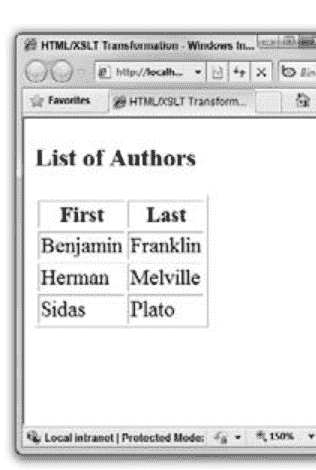 HTML/XSLT Transformation - Windows In...
http://localh...
Bin
Favorites HTML/XSLT Transform...
List of Authors
First Last
Benjamin Franklin
Herman Melville
Sidas Plato
Local intranet | Protected Mode: 150%